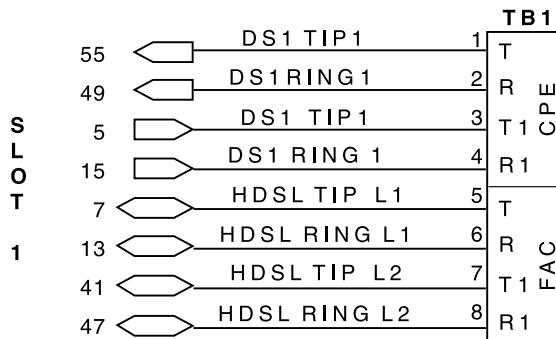 TB1
55 DS1 TIP1 1 T
49 DS1RING1 2 R
5 DS1 TIP1 3 T1
15 DS1 RING 1 4 R1
CPE
7 HDSL TIP L1 5 T
13 HDSL RING L1 6 R
41 HDSL TIP L2 7 T1
47 HDSL RING L2 8 R1
FAC
SLOT 1